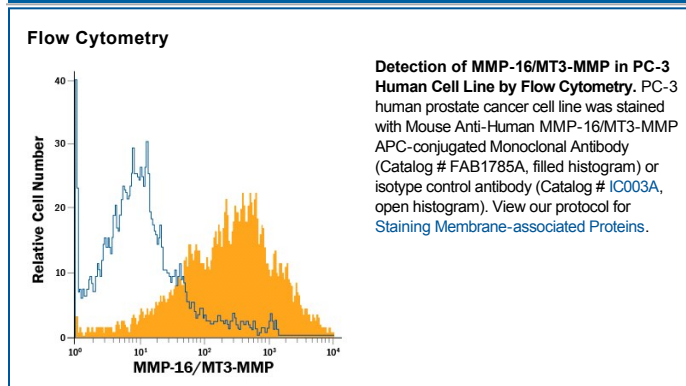 Flow Cytometry
40
30
20
10
0
Relative Cell Number
10⁰ 10¹ 10² 10³ 10⁴
MMP-16/MT3-MMP
Detection of MMP-16/MT3-MMP in PC-3
Human Cell Line by Flow Cytometry. PC-3
human prostate cancer cell line was stained
with Mouse Anti-Human MMP-16/MT3-MMP
APC-conjugated Monoclonal Antibody
(Catalog # FAB1785A, filled histogram) or
isotype control antibody (Catalog # IC003A,
open histogram). View our protocol for
Staining Membrane-associated Proteins.